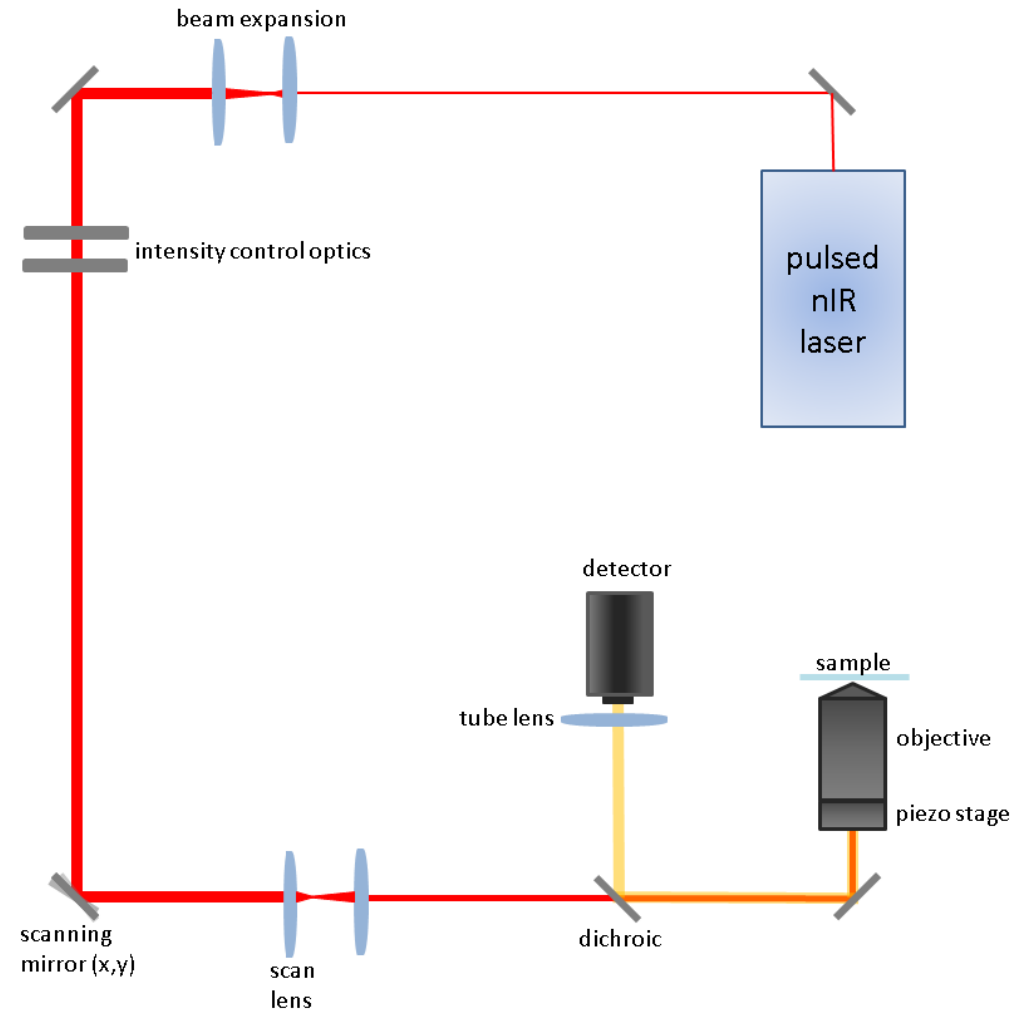 beam expansion
intensity control optics
pulsed
nIR
laser
detector
sample
tube lens
objective
piezo stage
scanning
mirror (x,y)
dichroic
scan
lens